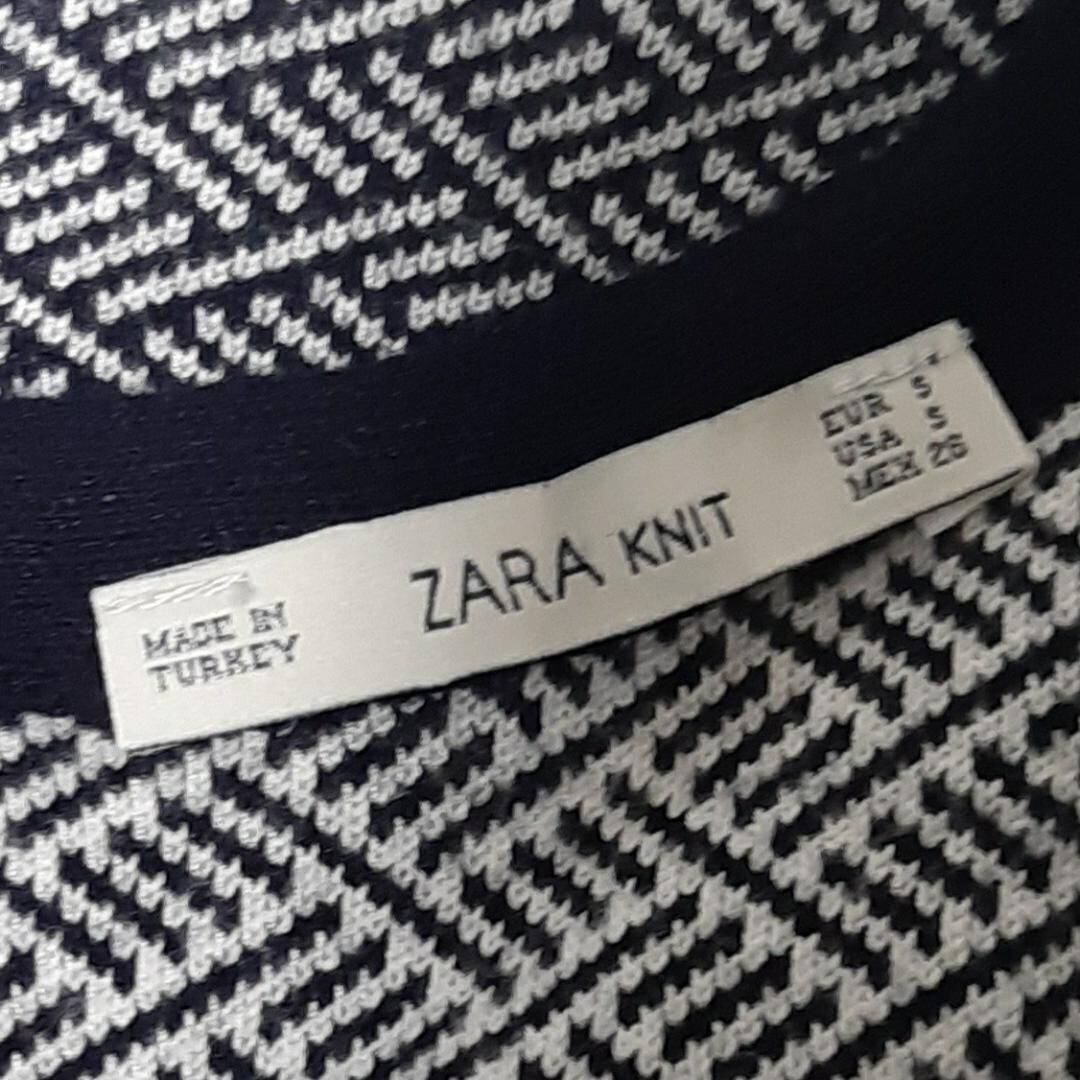 MADE IN
TURKEY
ZARA KNIT
EUR S
USA S
MEX 26